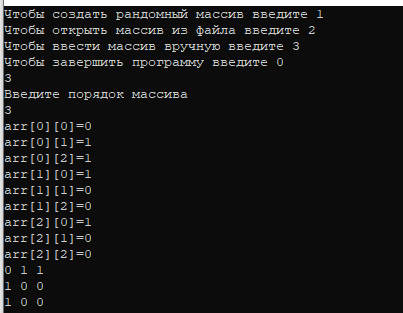 Чтобы создать рандомный массив введите 1
Чтобы открыть массив из файла введите 2
Чтобы ввести массив вручную введите 3
Чтобы завершить программу введите 0
3
Введите порядок массива
3
arr[0][0]=0
arr[0][1]=1
arr[0][2]=1
arr[1][0]=1
arr[1][1]=0
arr[1][2]=0
arr[2][0]=1
arr[2][1]=0
arr[2][2]=0
0 1 1
1 0 0
1 0 0